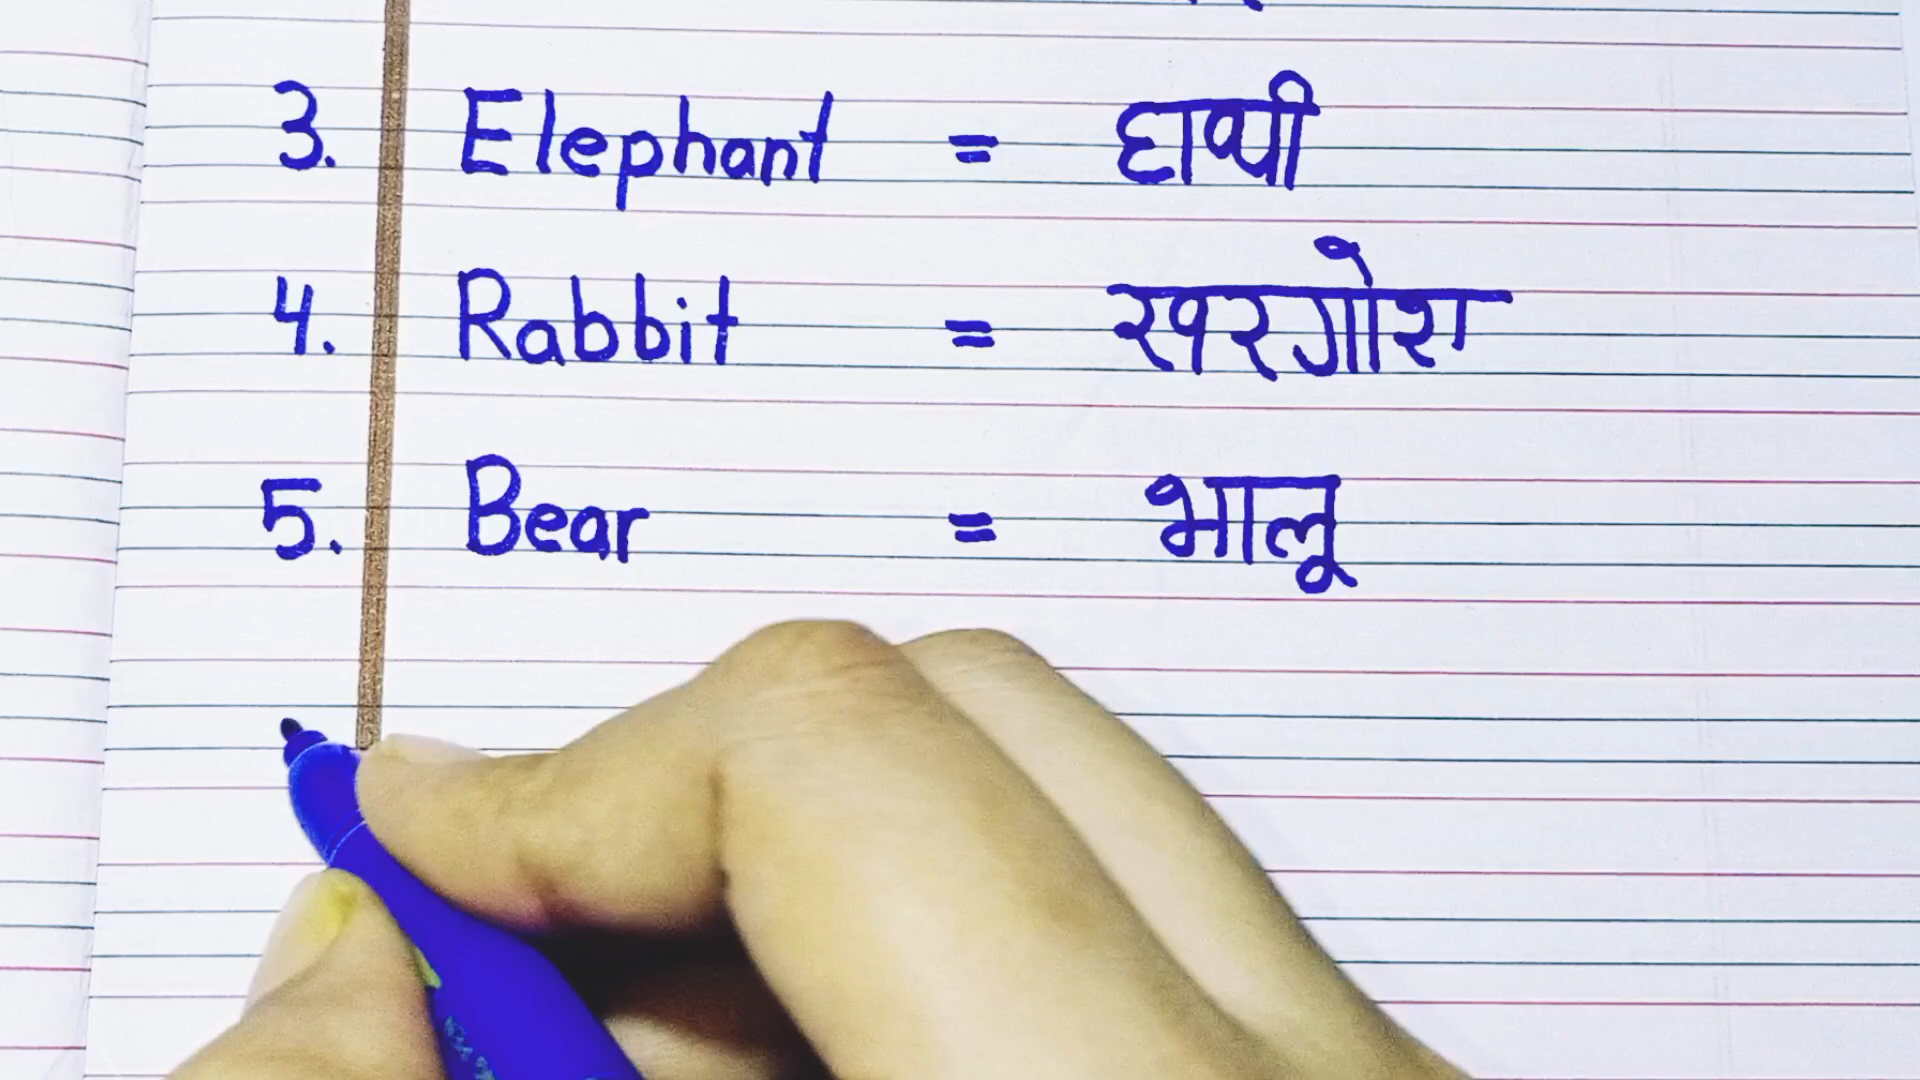 3. Elephant = हाथी
4. Rabbit = खरगोश
5. Bear = भालू